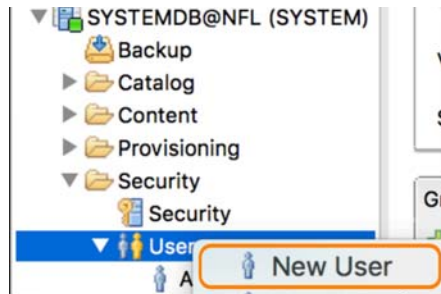 SYSTEMDB@NFL (SYSTEM)
Backup
Catalog
Content
Provisioning
Security
Security
New User